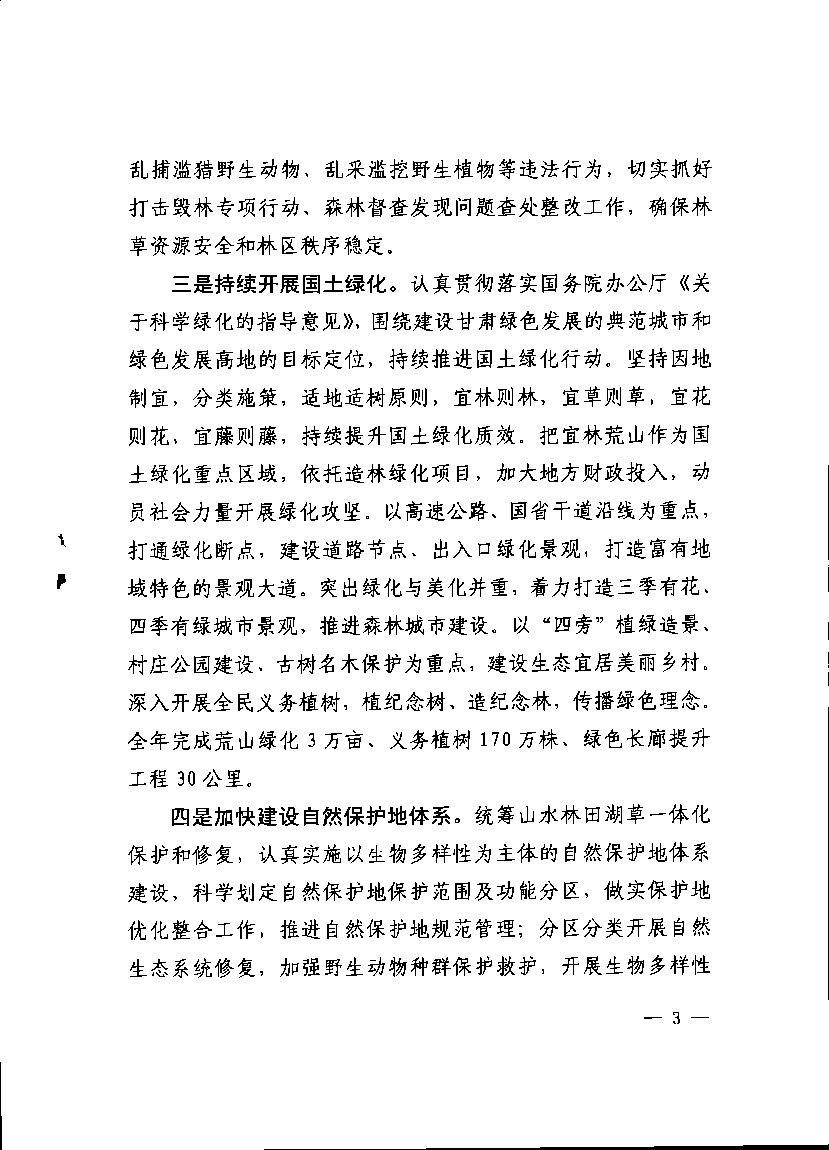 乱捕滥猎野生动物、乱采滥挖野生植物等违法行为，切实抓好
打击毁林专项行动、森林督查发现问题查处整改工作，确保林
草资源安全和林区秩序稳定。
三是持续开展国土绿化。认真贯彻落实国务院办公厅《关
于科学绿化的指导意见》，围绕建设甘肃绿色发展的典范城市和
绿色发展高地的目标定位，持续推进国土绿化行动。坚持因地
制宜，分类施策，适地适树原则，宜林则林，宜草则草，宜花
则花，宜藤则藤，持续提升国土绿化质效。把宜林荒山作为国
土绿化重点区域，依托造林绿化项目，加大地方财政投入，动
员社会力量开展绿化攻坚。以高速公路、国省干道沿线为重点，
打通绿化断点，建设道路节点、出入口绿化景观，打造富有地
域特色的景观大道。突出绿化与美化并重，着力打造三季有花、
四季有绿城市景观，推进森林城市建设。以“四旁”植绿造景、
村庄公园建设、古树名木保护为重点，建设生态宜居美丽乡村。
深入开展全民义务植树，植纪念树、造纪念林，传播绿色理念。
全年完成荒山绿化 3 万亩、义务植树 170 万株、绿色长廊提升
工程 30 公里。
四是加快建设自然保护地体系。统筹山水林田湖草一体化
保护和修复，认真实施以生物多样性为主体的自然保护地体系
建设，科学划定自然保护地保护范围及功能分区，做实保护地
优化整合工作，推进自然保护地规范管理；分区分类开展自然
生态系统修复，加强野生动物种群保护救护，开展生物多样性
— 3 —